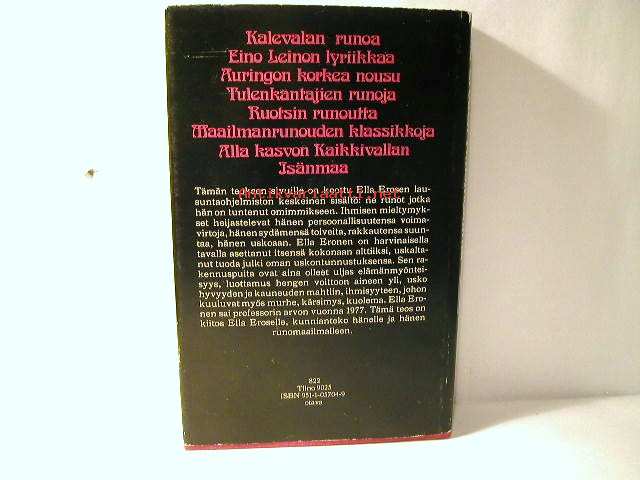 Kalevalan runoa
Eino Leinon lyriikkaa
Auringon korkea nousu
Tulenkantajien runoja
Ruotsin runoutta
Maailmanrunouden klassikkoja
Alla kasvon Kaikkivallan
Isänmaa
Tämän teoksen sivuille on koottu Ella Erosen lau-
suntaohjelmiston keskeinen sisältö: ne runot jotka
hän on tuntenut omimmikseen. Ihmisen mieltymyk-
set heijastelevat hänen persoonallisuutensa voima-
virtoja, hänen sydämensä toiveita, rakkautensa suun-
taa, hänen uskoaan. Ella Eronen on harvinaisella
tavalla asettanut itsensä kokonaan alttiiksi, uskalta-
nut tuoda julki oman uskontunnustuksensa. Sen ra-
kennuspuita ovat aina olleet uljas elämänmyöntei-
syys, luottamus hengen voittoon aineen yli, usko
hyvyyden ja kauneuden mahtiin, ihmisyyteen, johon
kuuluvat myös murhe, kärsimys, kuolema. Ella Ero-
nen sai professorin arvon vuonna 1977. Tämä teos on
kiitos Ella Eroselle, kunnianteko hänelle ja hänen
runomaailmalleen.
822
Tilno 9025
ISBN 951-1-05704-9
otava